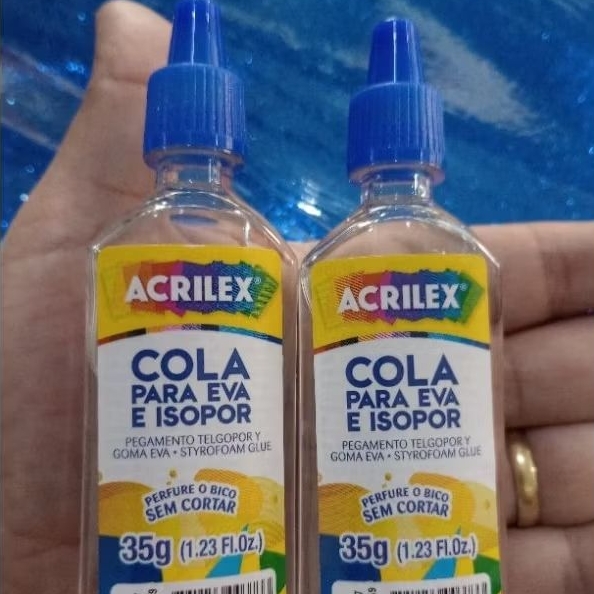 ACRILEX®
COLA
PARA EVA
E ISOPOR
PEGAMENTO TELGOPOR Y
GOMA EVA • STYROFOAM GLUE
PERFURE O BICO
SEM CORTAR
35g (1.23 Fl.Oz.)
ACRILEX®
COLA
PARA EVA
E ISOPOR
PEGAMENTO TELGOPOR Y
GOMA EVA • STYROFOAM GLUE
PERFURE O BICO
SEM CORTAR
35g (1.23 Fl.Oz.)